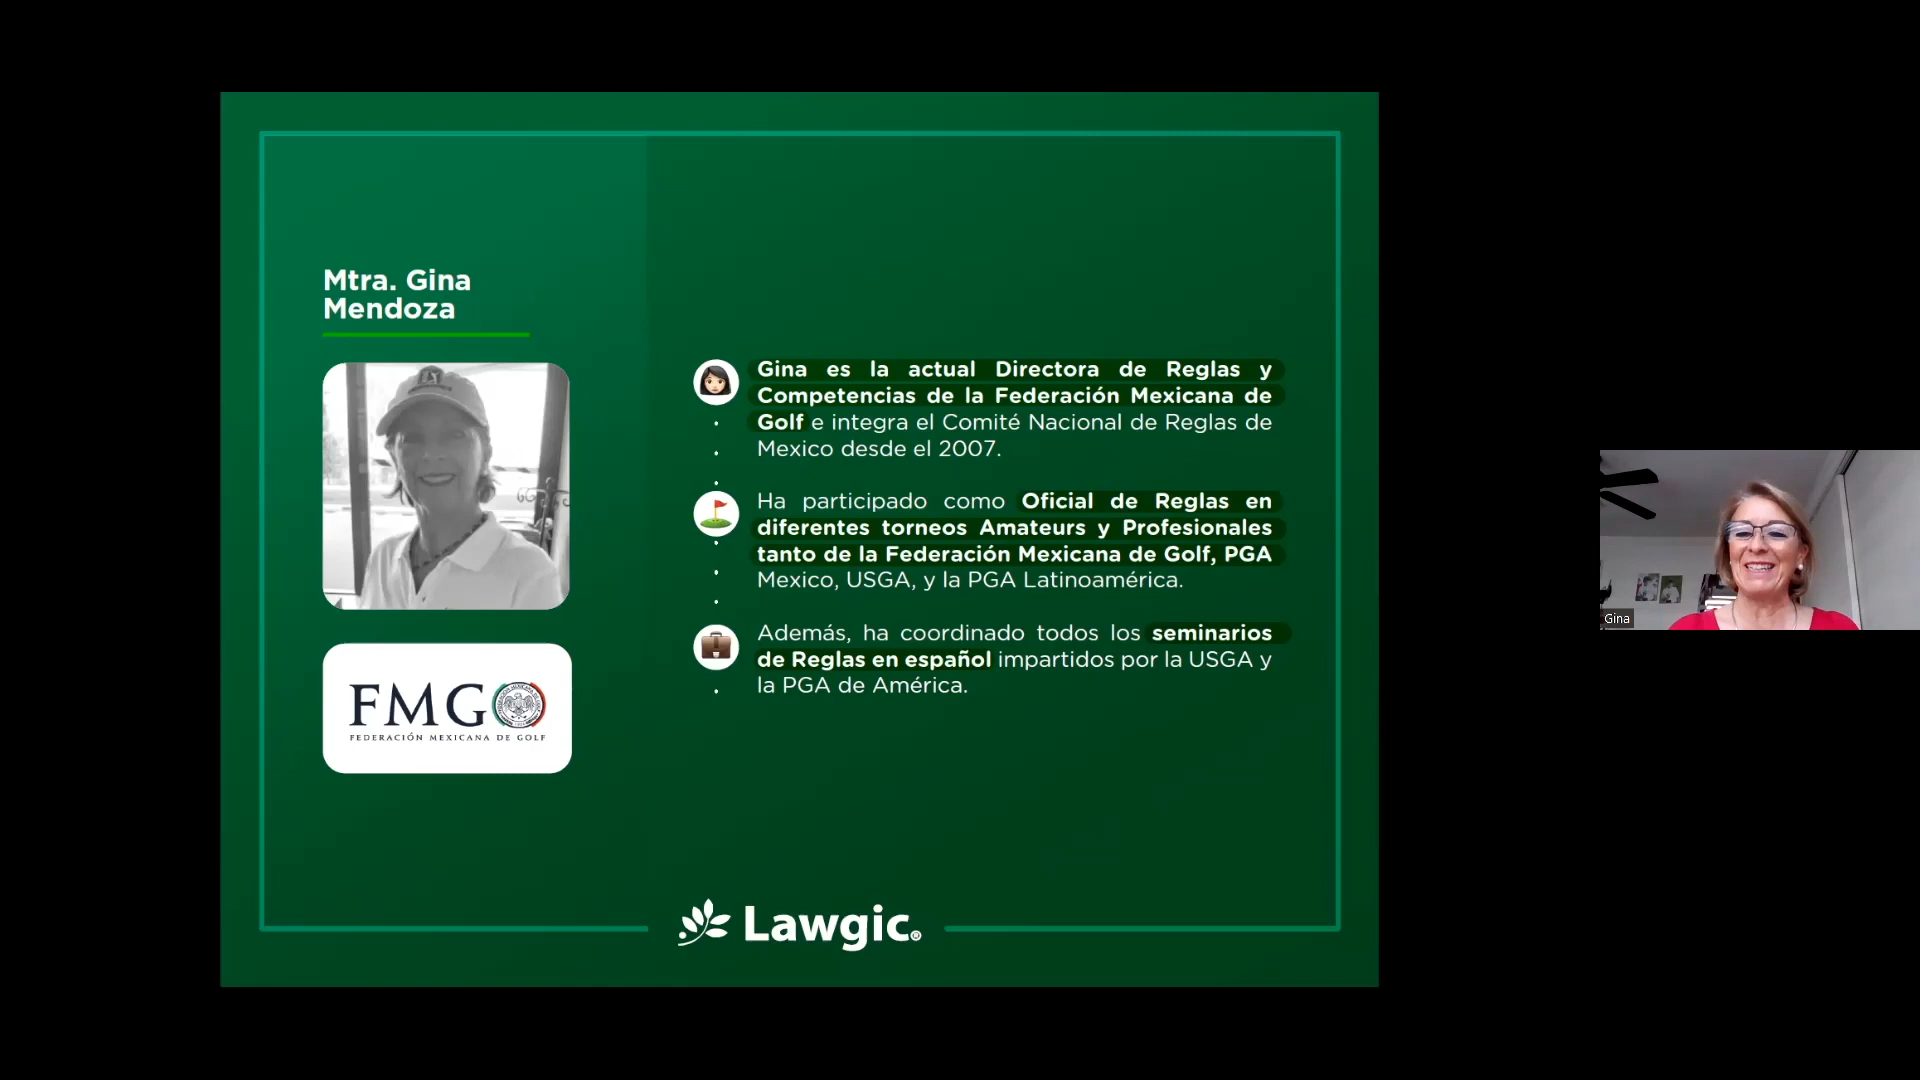 Mtra. Gina
Mendoza
FMG
FEDERACIÓN MEXICANA DE GOLF
Gina es la actual Directora de Reglas y
Competencias de la Federación Mexicana de
Golf e integra el Comité Nacional de Reglas de
Mexico desde el 2007.
Ha participado como Oficial de Reglas en
diferentes torneos Amateurs y Profesionales
tanto de la Federación Mexicana de Golf, PGA
Mexico, USGA, y la PGA Latinoamérica.
Además, ha coordinado todos los seminarios
de Reglas en español impartidos por la USGA y
la PGA de América.
Lawgic®
Gina